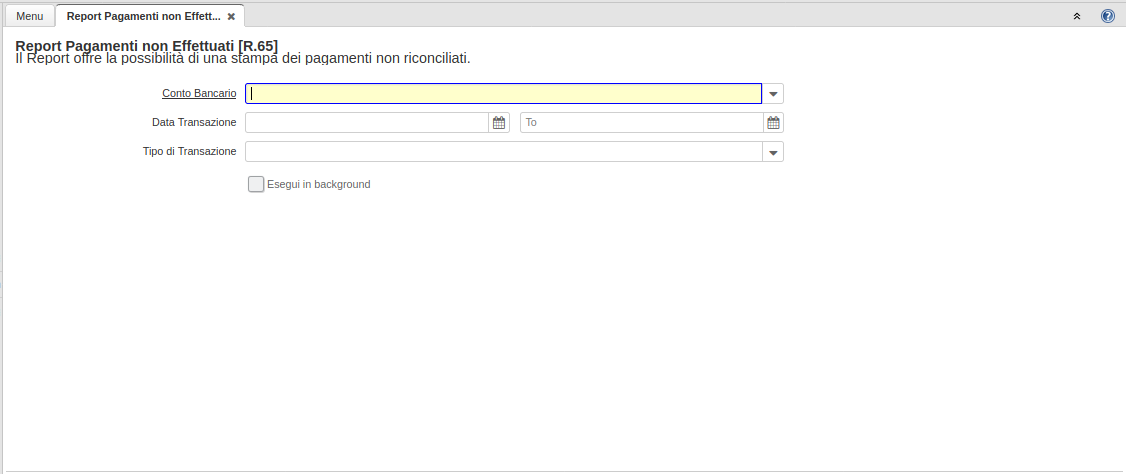 Menu
Report Pagamenti non Effett...
Report Pagamenti non Effettuati [R.65]
Il Report offre la possibilità di una stampa dei pagamenti non riconciliati.
Conto Bancario
Data Transazione To
Tipo di Transazione
Esegui in background